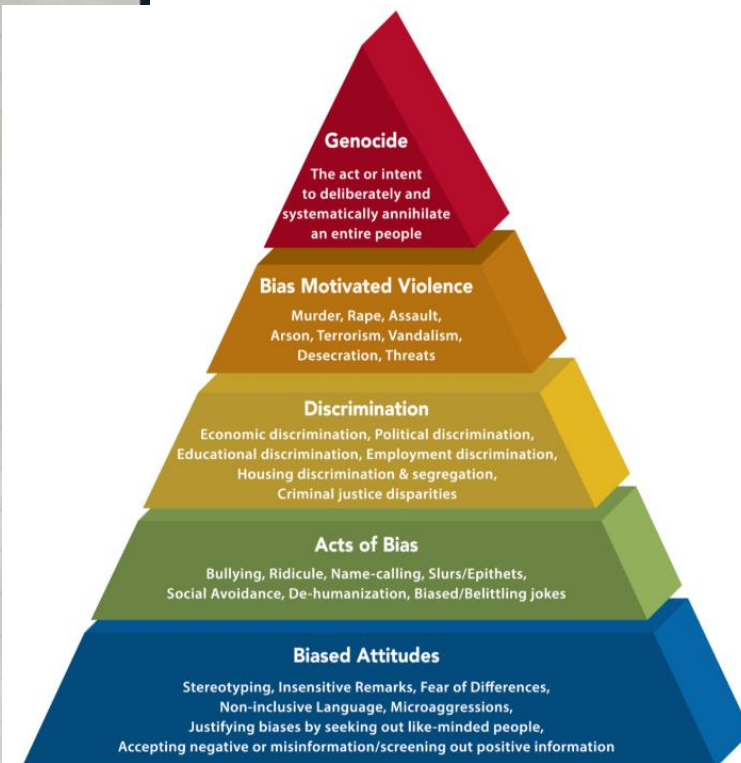 Genocide
The act or intent
to deliberately and
systematically annihilate
an entire people
Bias Motivated Violence
Murder, Rape, Assault,
Arson, Terrorism, Vandalism,
Desecration, Threats
Discrimination
Economic discrimination, Political discrimination,
Educational discrimination, Employment discrimination,
Housing discrimination & segregation,
Criminal justice disparities
Acts of Bias
Bullying, Ridicule, Name-calling, Slurs/Epithets,
Social Avoidance, De-humanization, Biased/Belittling jokes
Biased Attitudes
Stereotyping, Insensitive Remarks, Fear of Differences,
Non-inclusive Language, Microaggressions,
Justifying biases by seeking out like-minded people,
Accepting negative or misinformation/screening out positive information